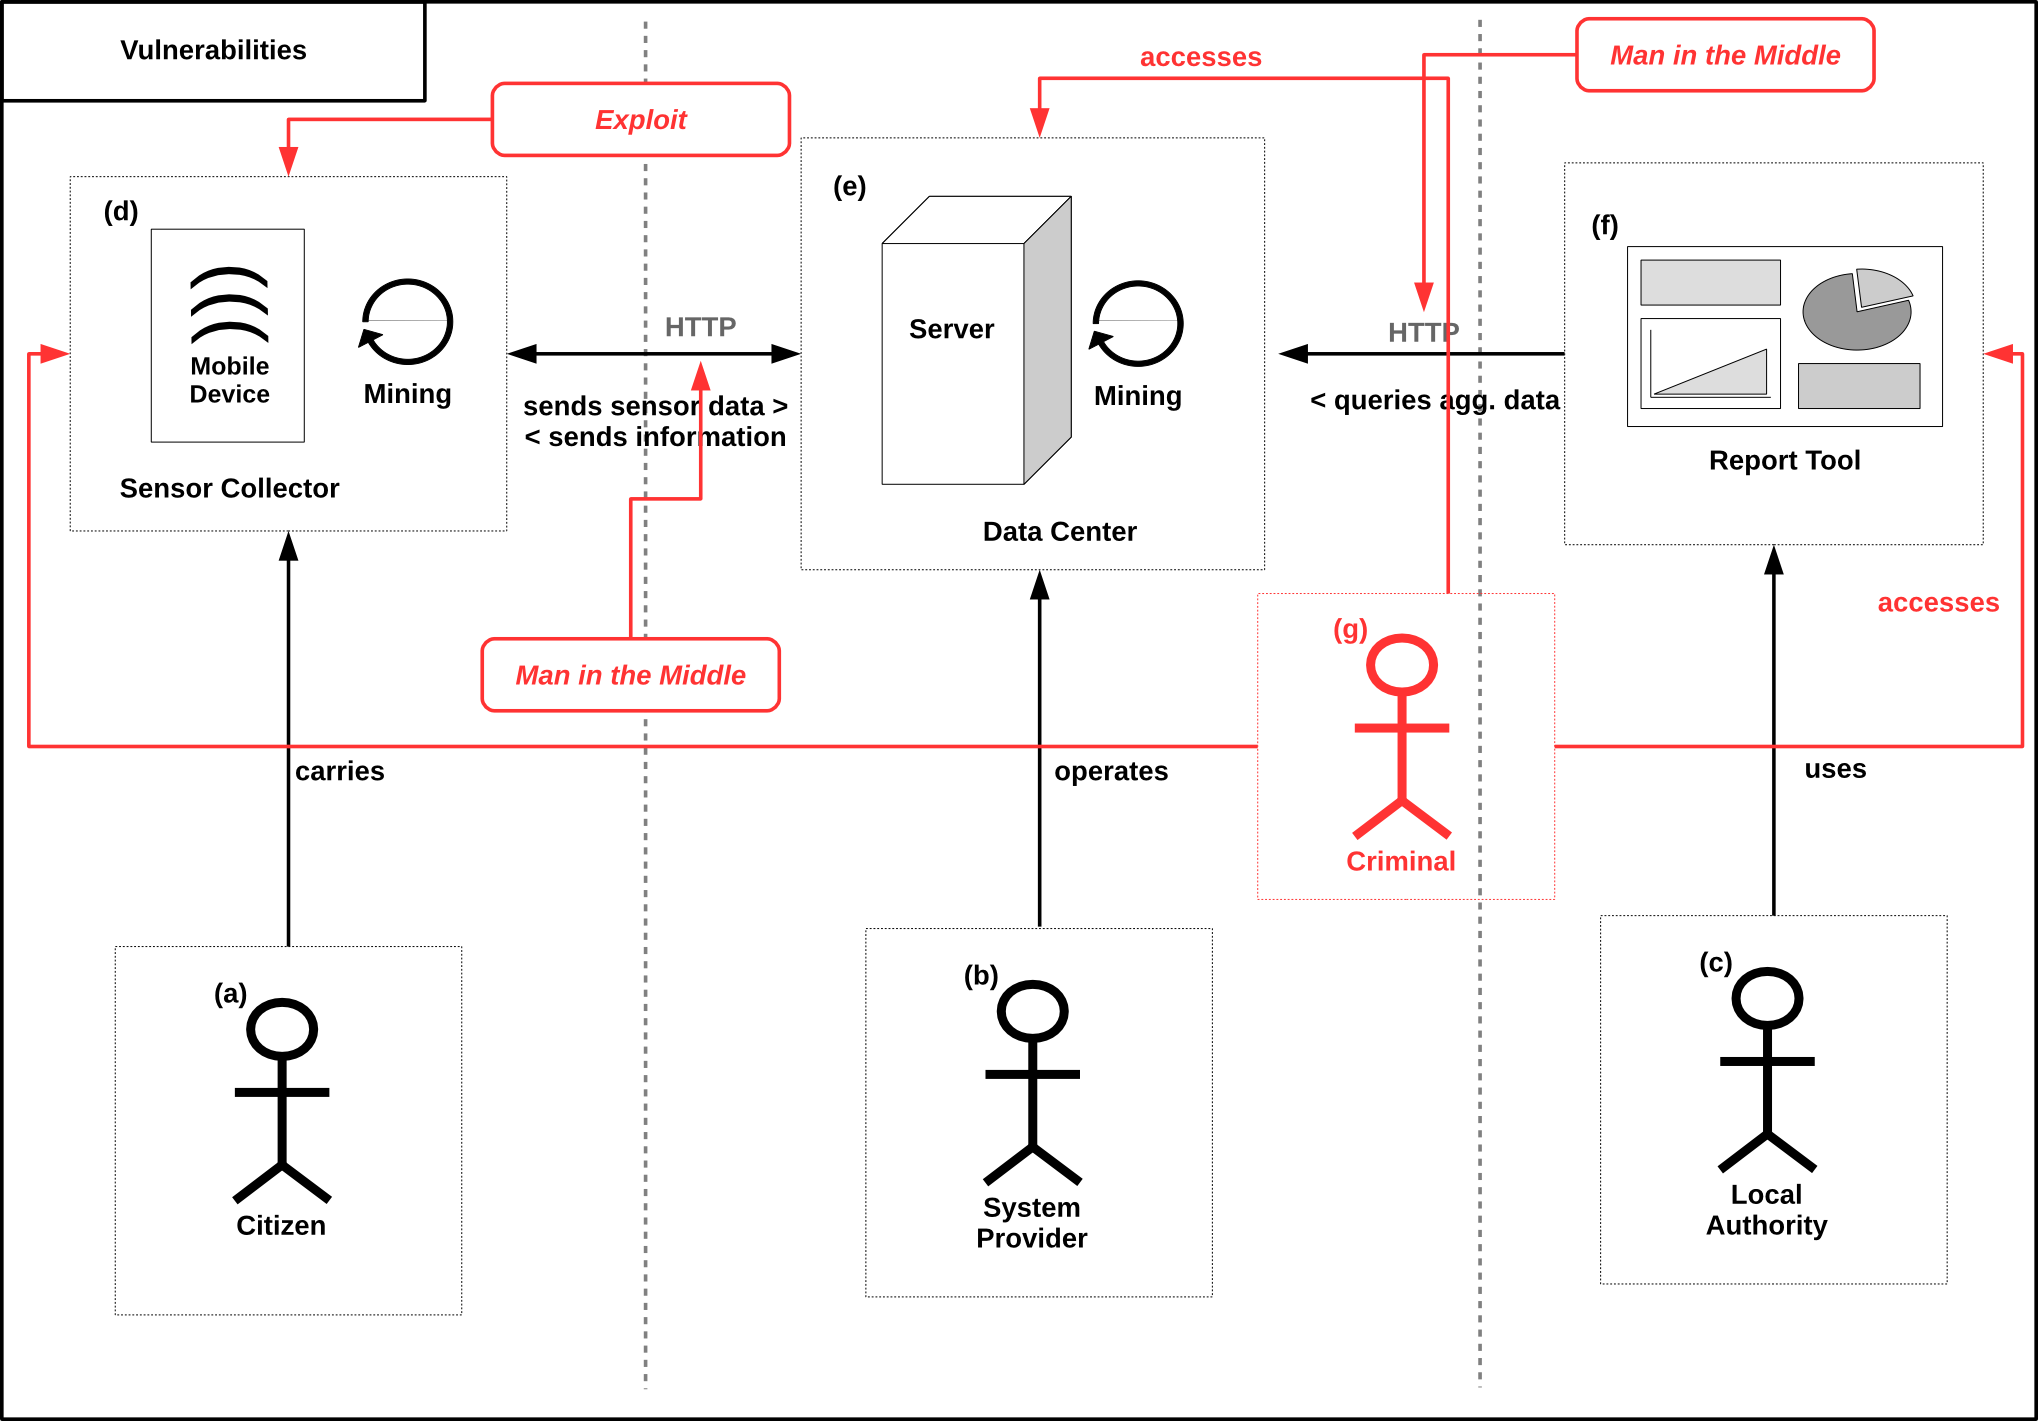 Vulnerabilities
accesses
Man in the Middle
Exploit
(d)
Mobile
Device
Mining
Sensor Collector
HTTP
sends sensor data >
< sends information
(e)
Server
Mining
Data Center
HTTP
< queries agg. data
(f)
Report Tool
accesses
Man in the Middle
(g)
Criminal
carries
operates
uses
(a)
Citizen
(b)
System
Provider
(c)
Local
Authority